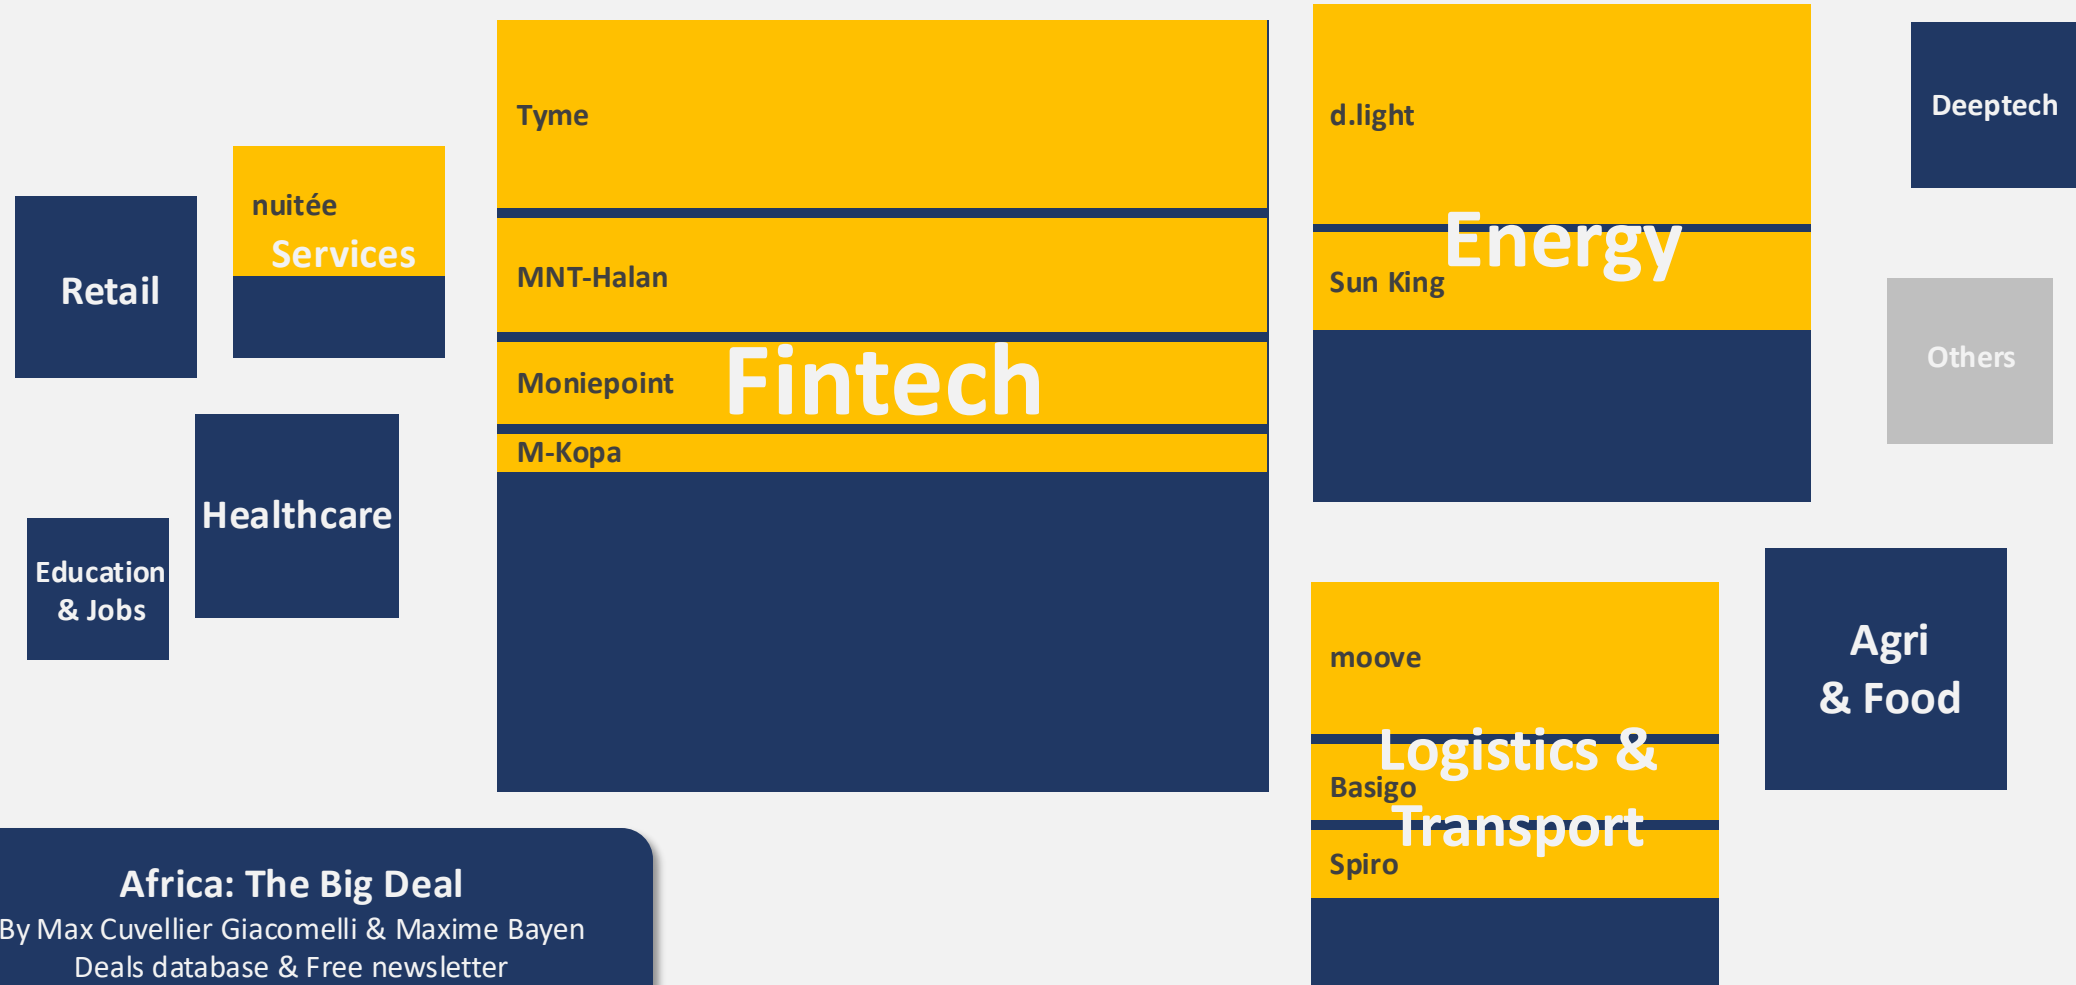 Tyme
d.light
Deeptech
nuitée
Services
Energy
Retail
MNT-Halan
Sun King
Moniepoint
Fintech
Others
M-Kopa
Healthcare
Education
& Jobs
moove
Agri
& Food
Logistics &
Transport
Basigo
Spiro
Africa: The Big Deal
By Max Cuvellier Giacomelli & Maxime Bayen
Deals database & Free newsletter